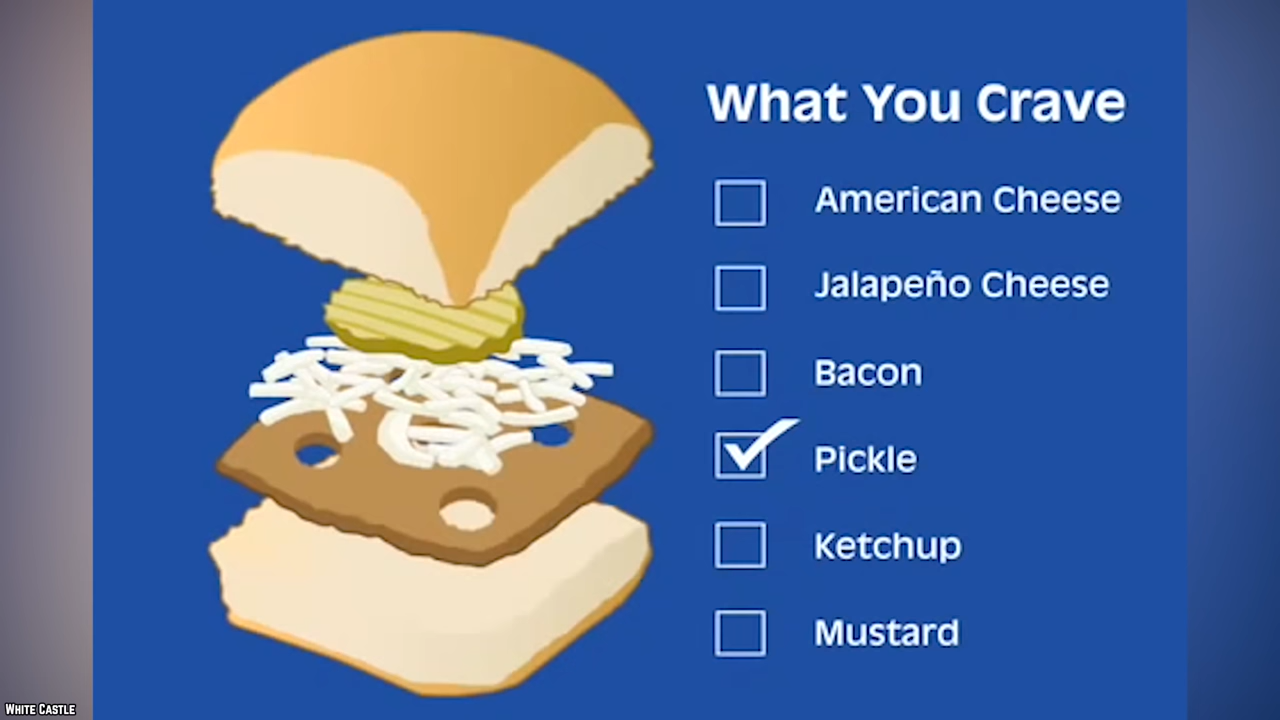 What You Crave
American Cheese
Jalapeño Cheese
Bacon
Pickle
Ketchup
Mustard
White Castle